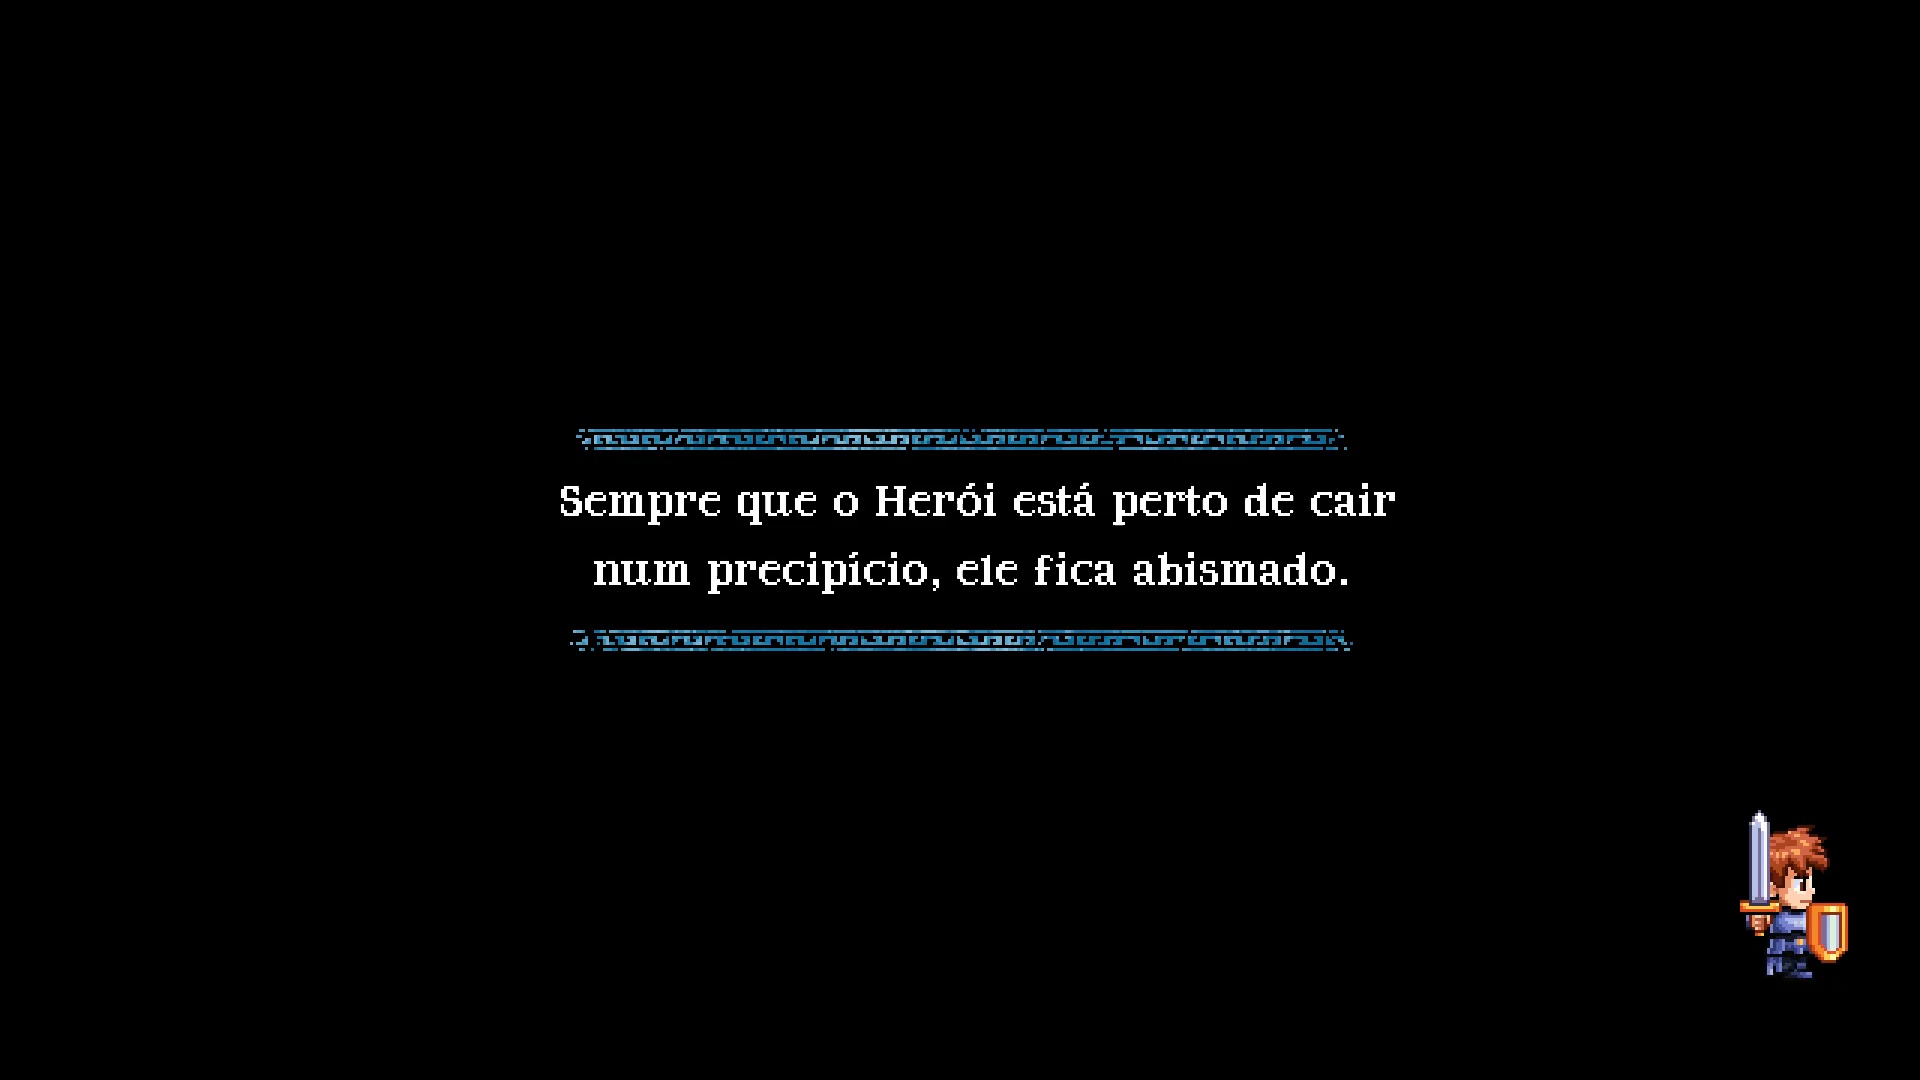 Sempre que o Herói está perto de cair
num precipício, ele fica abismado.